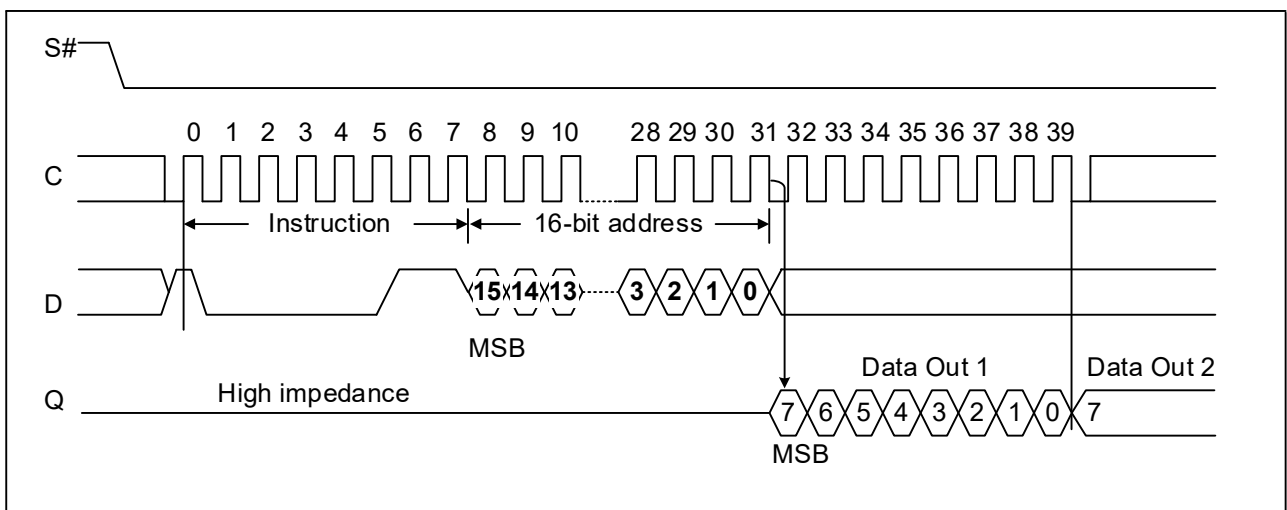 S#
0 1 2 3 4 5 6 7 8 9 10 28 29 30 31 32 33 34 35 36 37 38 39
C
Instruction 16-bit address
D 15 14 13 3 2 1 0
MSB
Data Out 1 Data Out 2
High impedance
Q 7 6 5 4 3 2 1 0 7
MSB